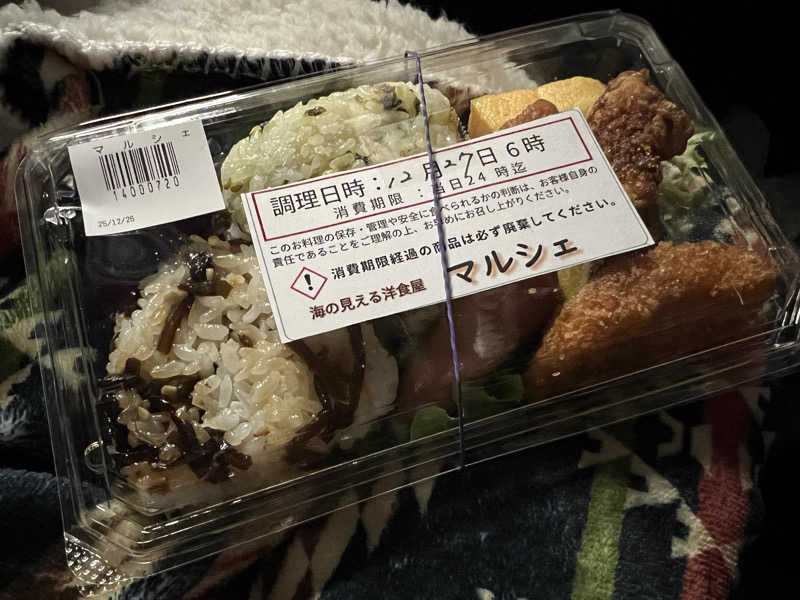 マルシェ
14000720
25/12/25
調理日時：12月27日6時
消費期限：当日24時迄
このお料理の保存・管理や安全に食べられるかの判断は、お客様自身の
責任であることをご理解の上、お早めにお召し上がりください。
! 消費期限経過の商品は必ず廃棄してください。
海の見える洋食屋 マルシェ